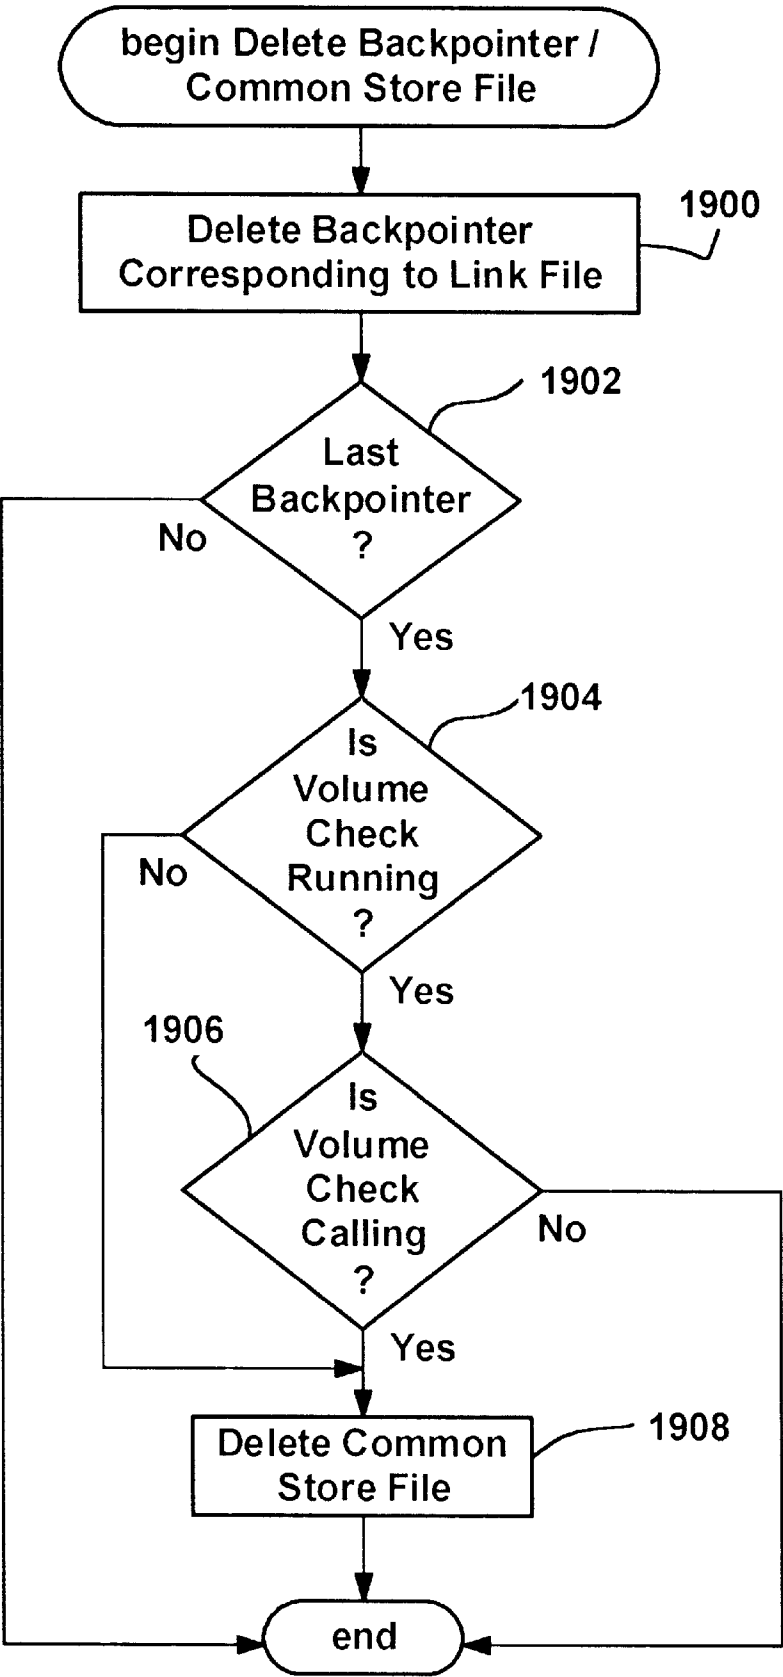 begin Delete Backpointer /
Common Store File
Delete Backpointer
Corresponding to Link File
1900
1902
Last
Backpointer
?
No
Yes
1904
Is
Volume
Check
Running
?
No
Yes
1906
Is
Volume
Check
Calling
?
No
Yes
1908
Delete Common
Store File
end